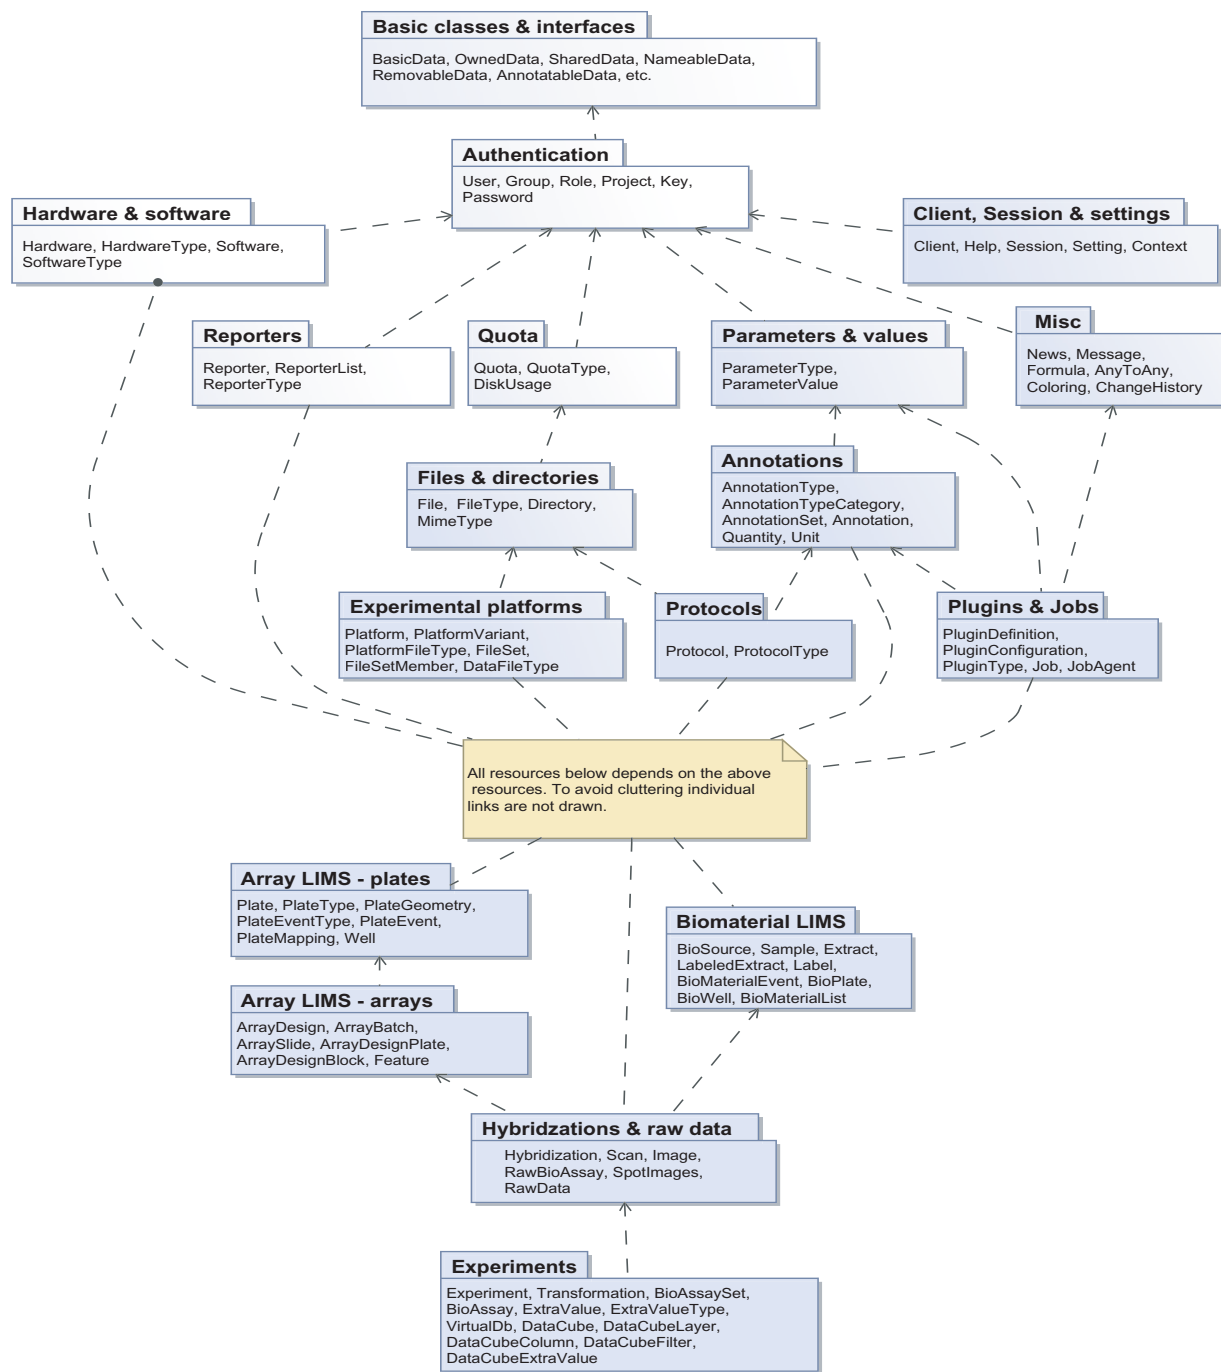 Basic classes & interfaces
BasicData, OwnedData, SharedData, NameableData,
RemovableData, AnnotatableData, etc.
Authentication
User, Group, Role, Project, Key,
Password
Hardware & software
Hardware, HardwareType, Software,
SoftwareType
Client, Session & settings
Client, Help, Session, Setting, Context
Reporters
Reporter, ReporterList,
ReporterType
Quota
Quota, QuotaType,
DiskUsage
Parameters & values
ParameterType,
ParameterValue
Misc
News, Message,
Formula, AnyToAny,
Coloring, ChangeHistory
Files & directories
File,  FileType, Directory,
MimeType
Annotations
AnnotationType,
AnnotationTypeCategory,
AnnotationSet, Annotation,
Quantity, Unit
Experimental platforms
Platform, PlatformVariant,
PlatformFileType, FileSet,
FileSetMember, DataFileType
Protocols
Protocol, ProtocolType
Plugins & Jobs
PluginDefinition,
PluginConfiguration,
PluginType, Job, JobAgent
All resources below depends on the above
resources. To avoid cluttering individual
links are not drawn.
Array LIMS - plates
Plate, PlateType, PlateGeometry,
PlateEventType, PlateEvent,
PlateMapping, Well
Biomaterial LIMS
BioSource, Sample, Extract,
LabeledExtract, Label,
BioMaterialEvent, BioPlate,
BioWell, BioMaterialList
Array LIMS - arrays
ArrayDesign, ArrayBatch,
ArraySlide, ArrayDesignPlate,
ArrayDesignBlock, Feature
Hybridzations & raw data
Hybridization, Scan, Image,
RawBioAssay, SpotImages,
RawData
Experiments
Experiment, Transformation, BioAssaySet,
BioAssay, ExtraValue, ExtraValueType,
VirtualDb, DataCube, DataCubeLayer,
DataCubeColumn, DataCubeFilter,
DataCubeExtraValue